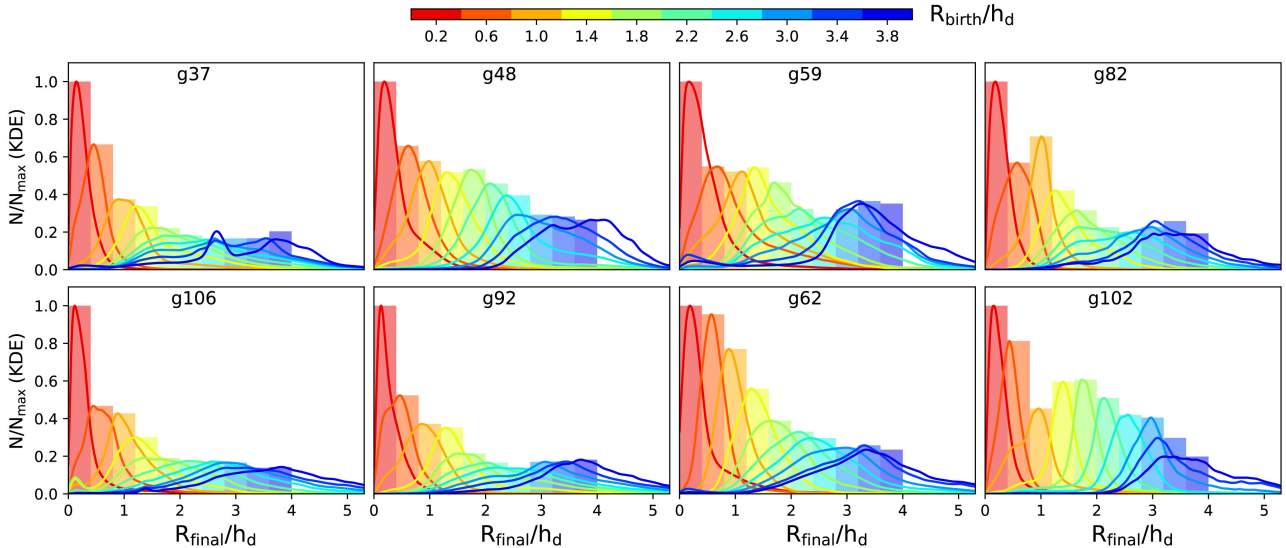 R_birth/h_d
0.2 0.6 1.0 1.4 1.8 2.2 2.6 3.0 3.4 3.8
g37 g48 g59 g82
N/N_max (KDE)
1.0
0.8
0.6
0.4
0.2
0.0
g106 g92 g62 g102
N/N_max (KDE)
1.0
0.8
0.6
0.4
0.2
0.0
0 1 2 3 4 5 0 1 2 3 4 5 0 1 2 3 4 5 0 1 2 3 4 5
R_final/h_d R_final/h_d R_final/h_d R_final/h_d